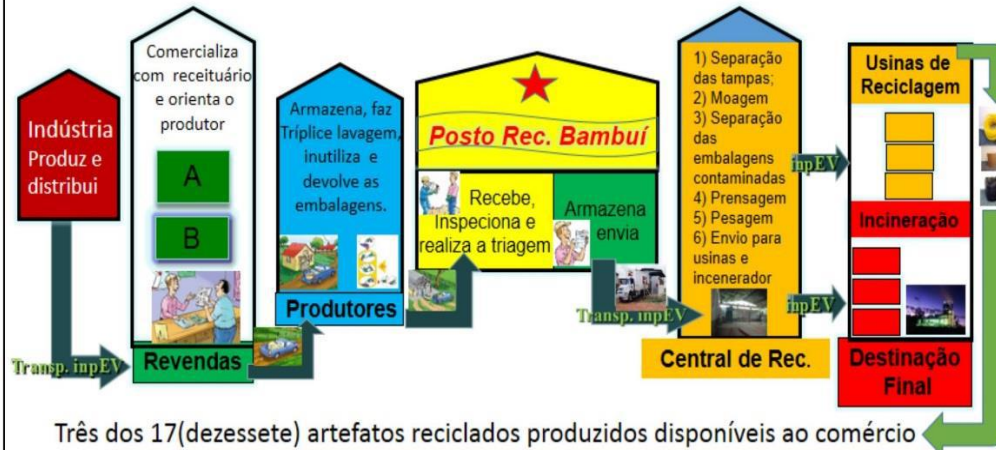 Indústria
Produz e
distribui
Transp. inpEV
Comercializa
com receituário
e orienta o
produtor
A
B
Revendas
Armazena, faz
Tríplice lavagem,
inutiliza e
devolve as
embalagens.
Produtores
Posto Rec. Bambuí
Recebe,
Inspeciona e
realiza a triagem
Armazena
envia
Transp. inpEV
1) Separação
das tampas;
2) Moagem
3) Separação
das
embalagens
contaminadas
4) Prensagem
5) Pesagem
6) Envio para
usinas e
incenerador
Central de Rec.
inpEV
inpEV
Usinas de
Reciclagem
Incineração
Destinação
Final
Três dos 17(dezessete) artefatos reciclados produzidos disponíveis ao comércio